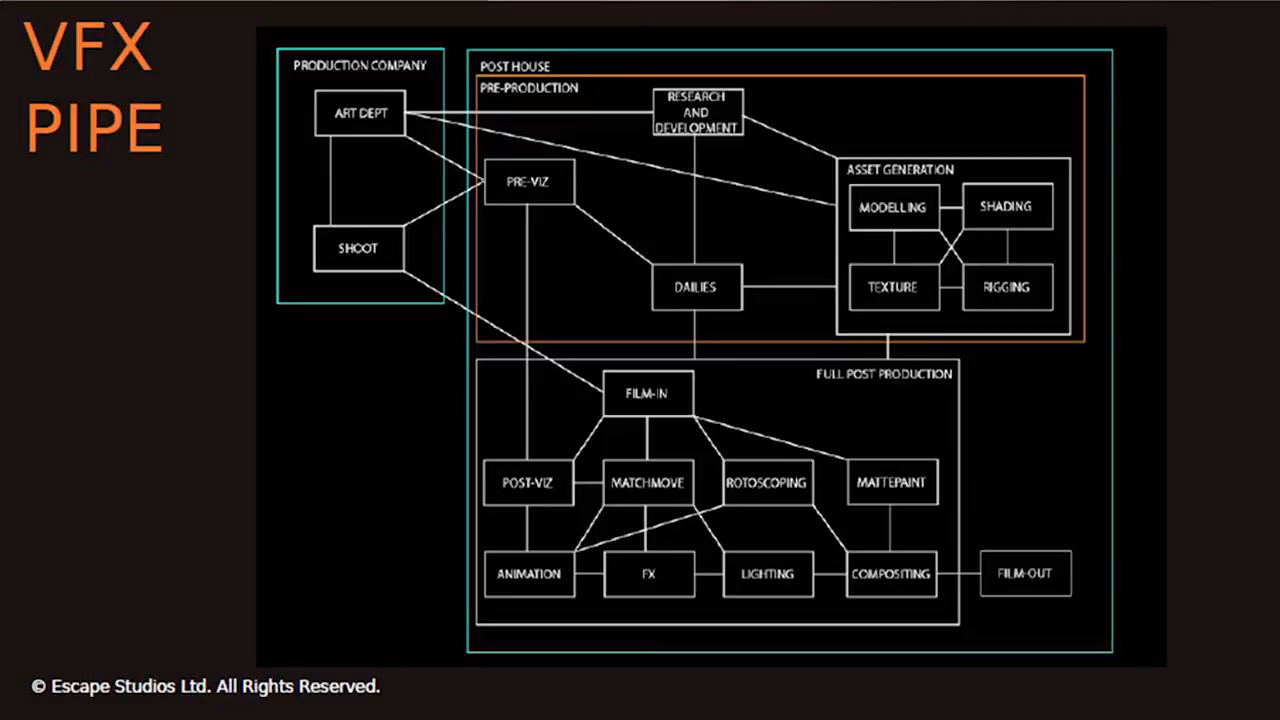 VFX
PIPE
PRODUCTION COMPANY
ART DEPT
SHOOT
POST HOUSE
PRE-PRODUCTION
RESEARCH
AND
DEVELOPMENT
PRE-VIZ
DAILIES
ASSET GENERATION
MODELLING
SHADING
TEXTURE
RIGGING
FULL POST PRODUCTION
FILM-IN
POST-VIZ
MATCHMOVE
ROTOSCOPING
MATTEPAINT
ANIMATION
FX
LIGHTING
COMPOSITING
FILM-OUT
© Escape Studios Ltd. All Rights Reserved.